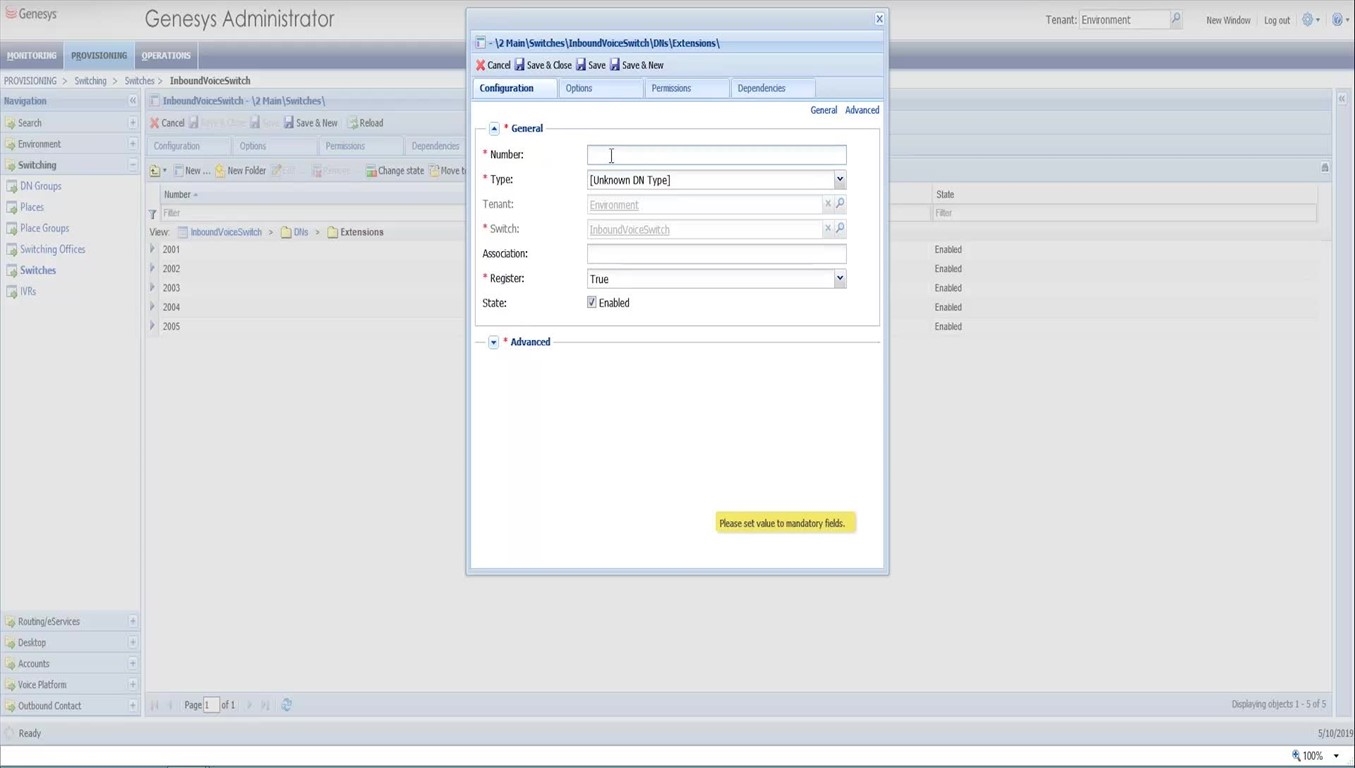 Genesys
Genesys Administrator
Tenant: Environment
New Window
Log out
MONITORING
PROVISIONING
OPERATIONS
PROVISIONING > Switching > Switches > InboundVoiceSwitch
Navigation
Search
Environment
Switching
DN Groups
Places
Place Groups
Switching Offices
Switches
IVRs
Routing/eServices
Desktop
Accounts
Voice Platform
Outbound Contact
InboundVoiceSwitch - \2 Main\Switches\
Cancel Save & Close Save Save & New Reload
Configuration Options Permissions Dependencies
New ... New Folder Change state Move to
Number State
Filter Filter
View: InboundVoiceSwitch > DNs > Extensions
2001 Enabled
2002 Enabled
2003 Enabled
2004 Enabled
2005 Enabled
- \2 Main\Switches\InboundVoiceSwitch\DNs\Extensions\
Cancel Save & Close Save Save & New
Configuration Options Permissions Dependencies
General Advanced
* General
* Number:
* Type: [Unknown DN Type]
Tenant: Environment
* Switch: InboundVoiceSwitch
Association:
* Register: True
State: Enabled
* Advanced
Please set value to mandatory fields.
Page 1 of 1
Displaying objects 1 - 5 of 5
Ready
5/10/2019
100%